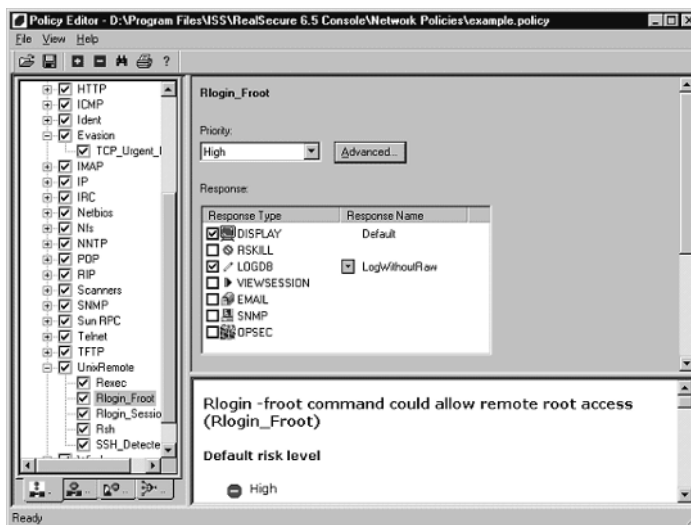 Policy Editor - D:\Program Files\ISS\RealSecure 6.5 Console\Network Policies\example.policy
File View Help
HTTP
ICMP
Ident
Evasion
TCP_Urgent_
IMAP
IP
IRC
Netbios
Nfs
NNTP
POP
RIP
Scanners
SNMP
Sun RPC
Telnet
TFTP
UnixRemote
Rexec
Rlogin_Froot
Rlogin_Sessio
Rsh
SSH_Detecte
Rlogin_Froot
Priority:
High Advanced...
Response:
Response Type Response Name
DISPLAY Default
RSKILL
LOGDB LogWithoutRaw
VIEWSESSION
EMAIL
SNMP
OPSEC
Rlogin -froot command could allow remote root access
(Rlogin_Froot)
Default risk level
High
Ready